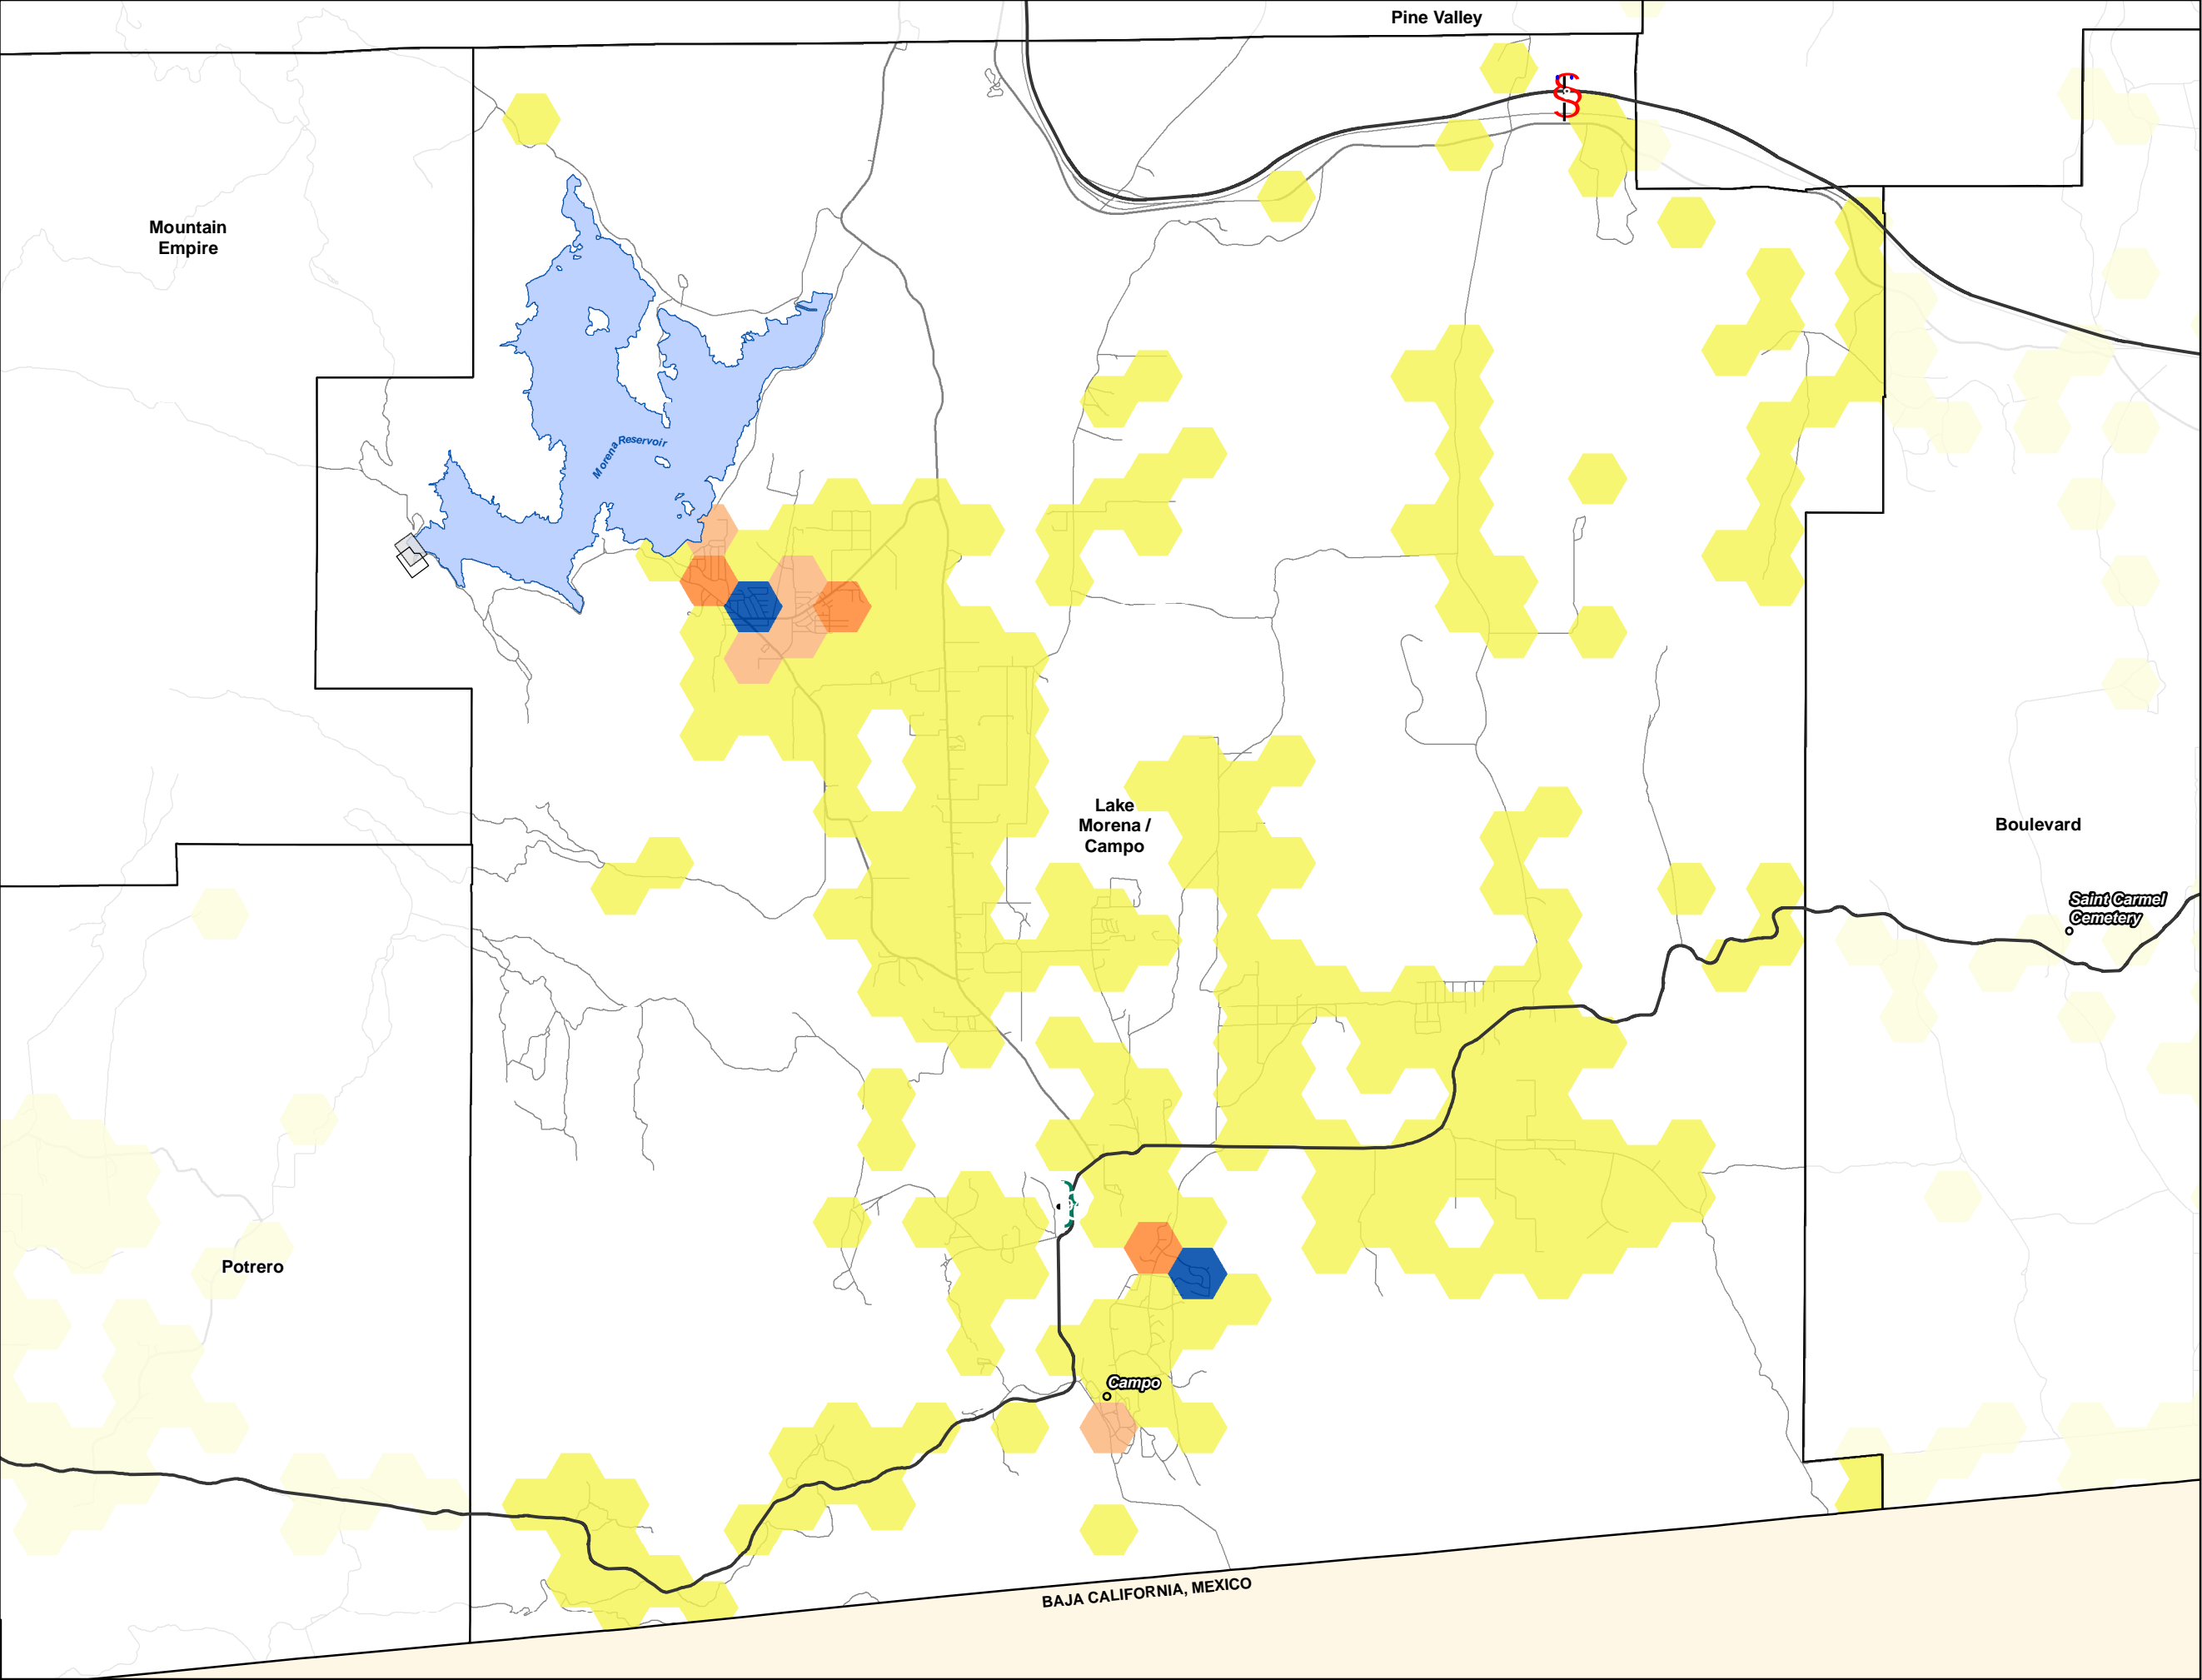 Pine Valley
Mountain
Empire
Morena Reservoir
Lake
Morena /
Campo
Boulevard
Saint Carmel
Cemetery
Potrero
Campo
BAJA CALIFORNIA, MEXICO